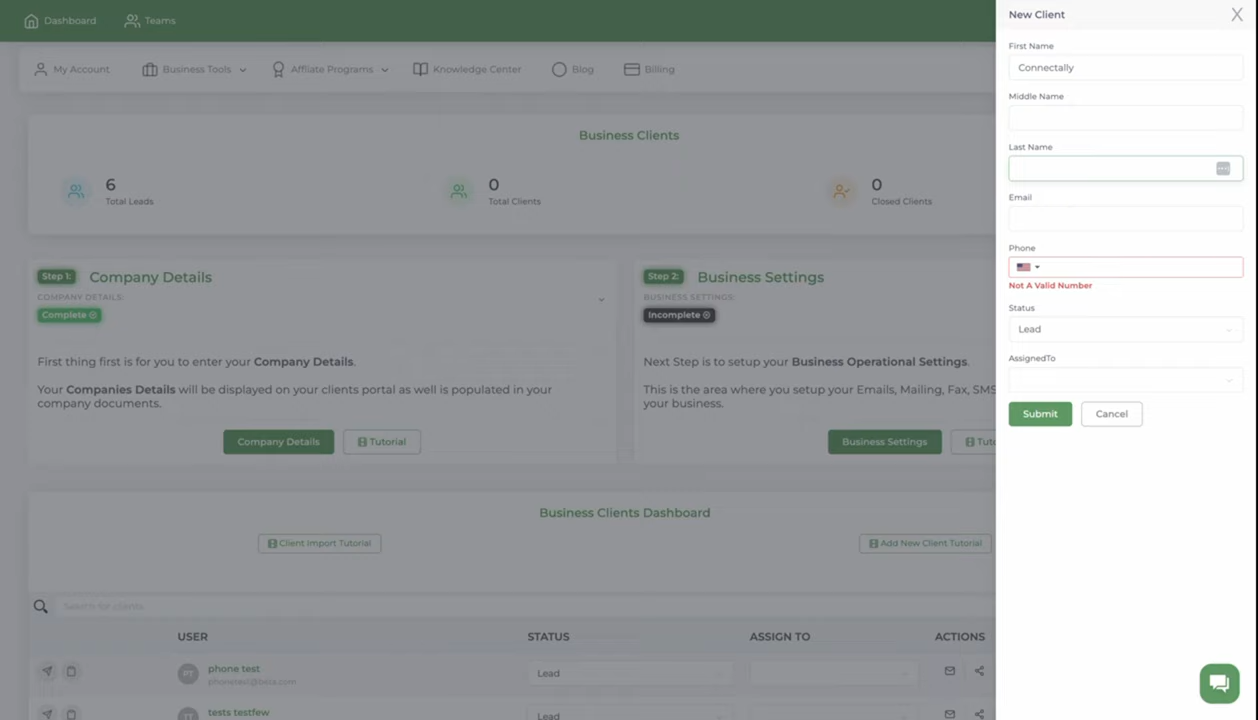 Dashboard
Teams
My Account
Business Tools
Affliate Programs
Knowledge Center
Blog
Billing
Business Clients
6
Total Leads
0
Total Clients
0
Closed Clients
Step 1:
Company Details
COMPANY DETAILS:
Complete
First thing first is for you to enter your Company Details.
Your Companies Details will be displayed on your clients portal as well is populated in your
company documents.
Company Details
Tutorial
Step 2:
Business Settings
BUSINESS SETTINGS:
Incomplete
Next Step is to setup your Business Operational Settings.
This is the area where you setup your Emails, Mailing, Fax, SMS
your business.
Business Settings
Tuto
Business Clients Dashboard
Client Import Tutorial
Add New Client Tutorial
Search for clients
USER
STATUS
ASSIGN TO
ACTIONS
PT
phone test
Lead
TT
tests testfew
Lead
New Client
X
First Name
Connectally
Middle Name
Last Name
Email
Phone
Not A Valid Number
Status
Lead
AssignedTo
Submit
Cancel